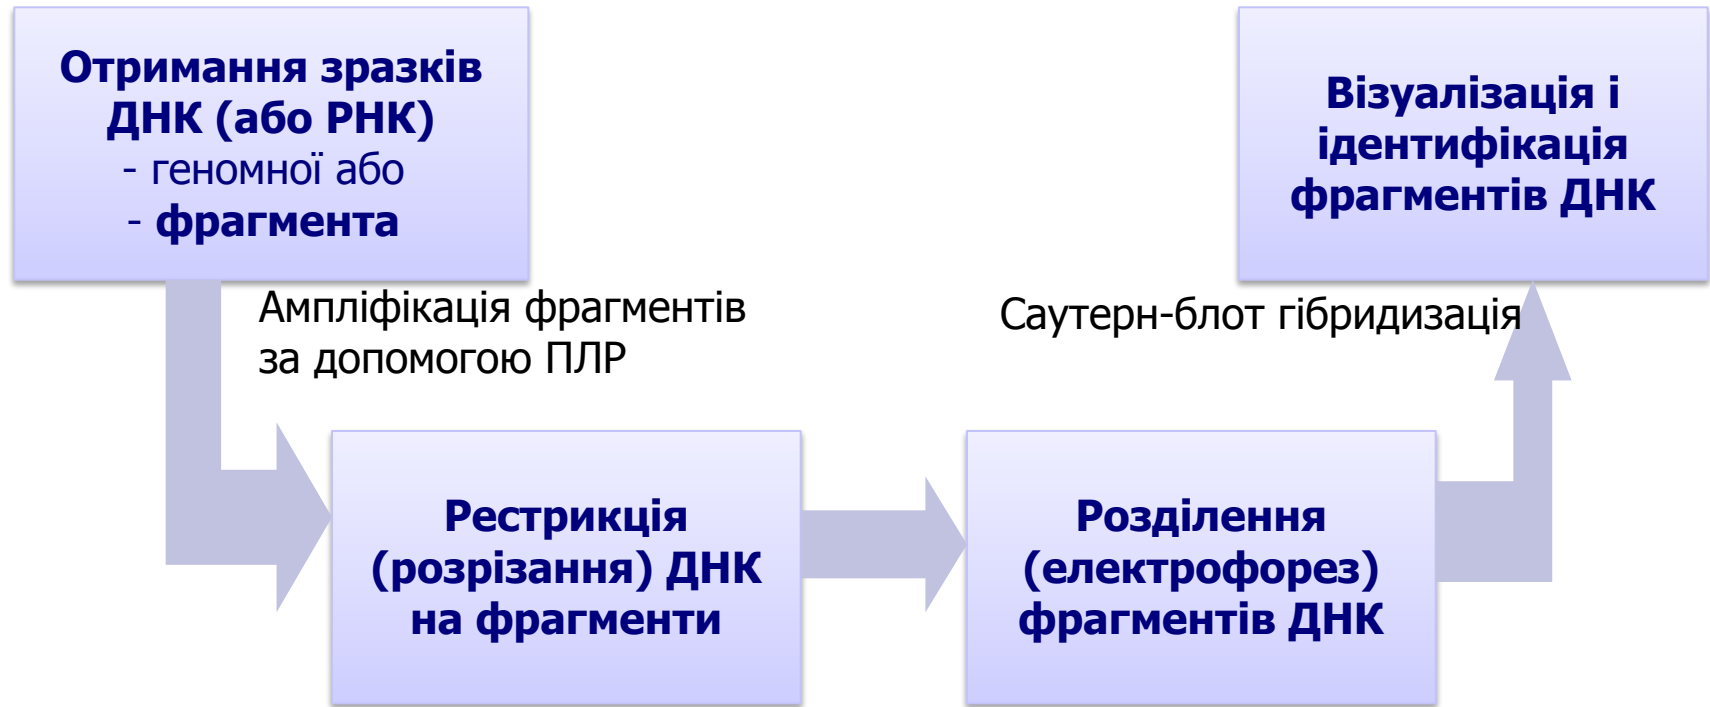 Отримання зразків
ДНК (або РНК)
- геномної або
- фрагмента
Ампліфікація фрагментів
за допомогою ПЛР
Рестрикція
(розрізання) ДНК
на фрагменти
Розділення
(електрофорез)
фрагментів ДНК
Саутерн-блот гібридизація
Візуалізація і
ідентифікація
фрагментів ДНК